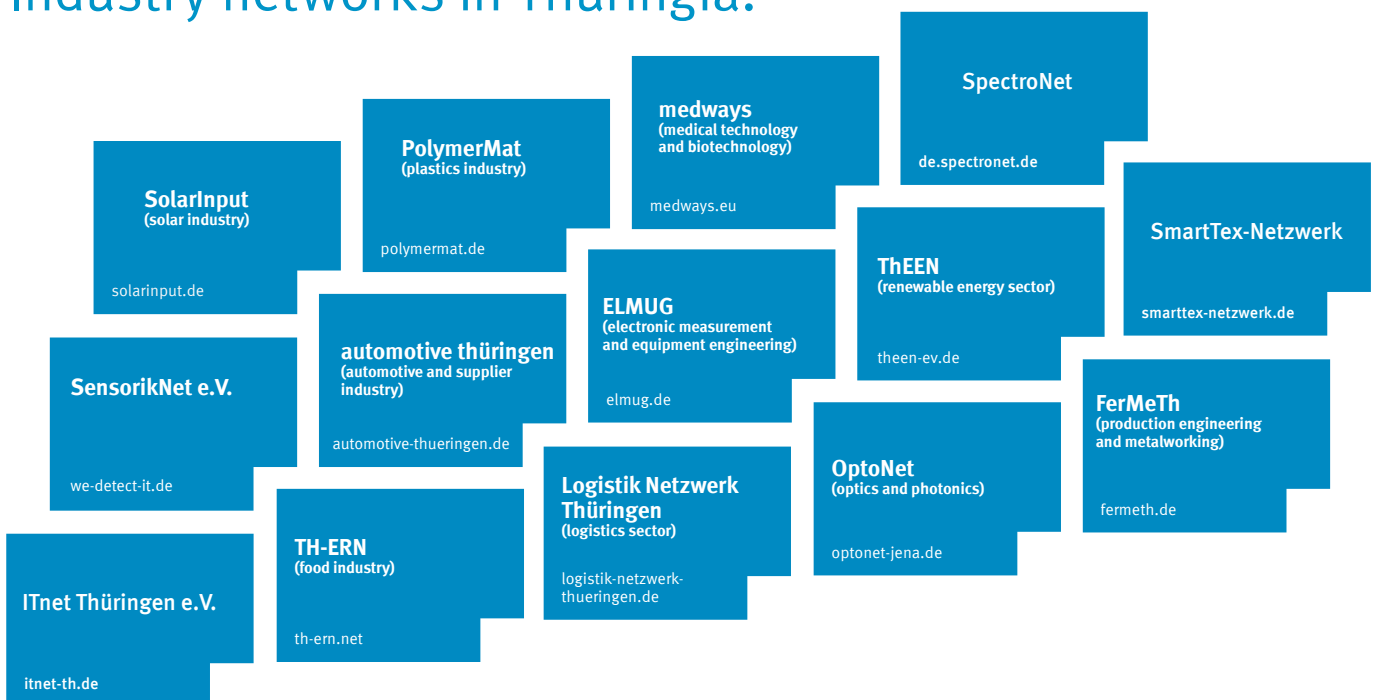 Industry networks in Thuringia:
SpectroNet
de.spectronet.de
medways
(medical technology
and biotechnology)
medways.eu
PolymerMat
(plastics industry)
polymermat.de
SolarInput
(solar industry)
solarinput.de
SmartTex-Netzwerk
smarttex-netzwerk.de
ThEEN
(renewable energy sector)
theen-ev.de
ELMUG
(electronic measurement
and equipment engineering)
elmug.de
automotive thüringen
(automotive and supplier
industry)
automotive-thueringen.de
SensorikNet e.V.
we-detect-it.de
FerMeTh
(production engineering
and metalworking)
fermeth.de
OptoNet
(optics and photonics)
optonet-jena.de
Logistik Netzwerk
Thüringen
(logistics sector)
logistik-netzwerk-
thueringen.de
TH-ERN
(food industry)
th-ern.net
ITnet Thüringen e.V.
itnet-th.de